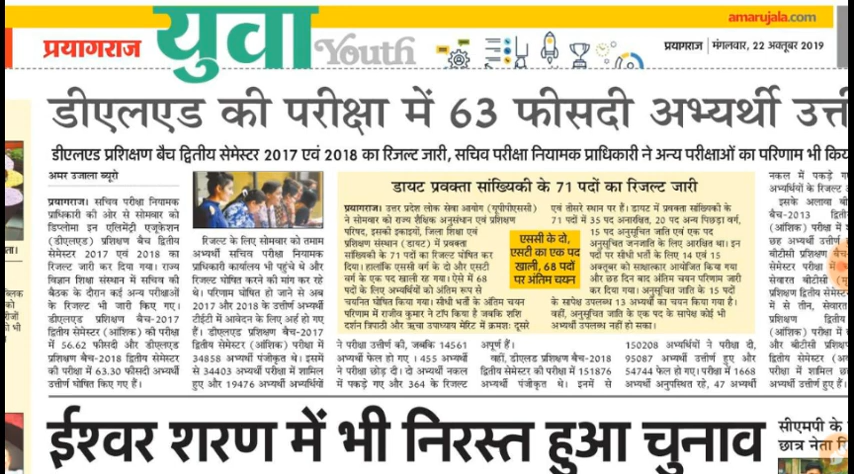 amarujala.com
प्रयागराज
युवा
Youth
प्रयागराज | मंगलवार, 22 अक्तूबर 2019
डीएलएड की परीक्षा में 63 फीसदी अभ्यर्थी उत्ती
डीएलएड प्रशिक्षण बैच द्वितीय सेमेस्टर 2017 एवं 2018 का रिजल्ट जारी, सचिव परीक्षा नियामक प्राधिकारी ने अन्य परीक्षाओं का परिणाम भी किय
अमर उजाला ब्यूरो
प्रयागराज। सचिव परीक्षा नियामक
प्राधिकारी की ओर से सोमवार को
डिप्लोमा इन एलिमेंट्री एजूकेशन
(डीएलएड) प्रशिक्षण बैच द्वितीय
सेमेस्टर 2017 एवं 2018 का
रिजल्ट जारी कर दिया गया। राज्य
विज्ञान शिक्षा संस्थान में सचिव की
बैठक के दौरान कई अन्य परीक्षाओं
के रिजल्ट भी जारी किए गए।
डीएलएड प्रशिक्षण बैच-2017
द्वितीय सेमेस्टर (आंशिक) की परीक्षा
में 56.62 फीसदी और डीएलएड
प्रशिक्षण बैच-2018 द्वितीय सेमेस्टर
की परीक्षा में 63.30 फीसदी अभ्यर्थी
उत्तीर्ण घोषित किए गए हैं।
रिजल्ट के लिए सोमवार को तमाम
अभ्यर्थी सचिव परीक्षा नियामक
प्राधिकारी कार्यालय भी पहुंचे थे और
रिजल्ट घोषित करने की मांग कर रहे
थे। परिणाम घोषित हो जाने से अब
2017 और 2018 के उत्तीर्ण अभ्यर्थी
टीईटी में आवेदन के लिए अर्ह हो गए
हैं। डीएलएड प्रशिक्षण बैच-2017
द्वितीय सेमेस्टर (आंशिक) परीक्षा में
34858 अभ्यर्थी पंजीकृत थे। इसमें
से 34403 अभ्यर्थी परीक्षा में शामिल
हुए और 19476 अभ्यर्थी अभ्यर्थियों
डायट प्रवक्ता सांख्यिकी के 71 पदों का रिजल्ट जारी
प्रयागराज। उत्तर प्रदेश लोक सेवा आयोग (यूपीपीएससी)
ने सोमवार को राज्य शैक्षिक अनुसंधान एवं प्रशिक्षण
परिषद, इसकी इकाइयों, जिला शिक्षा एवं
प्रशिक्षण संस्थान (डायट) में प्रवक्ता
सांख्यिकी के 71 पदों का रिजल्ट घोषित कर
दिया। हालांकि एससी वर्ग के दो और एसटी
वर्ग के एक पद खाली रह गया। ऐसे में 68
पदों के लिए अभ्यर्थियों को अंतिम रूप से
चयनित घोषित किया गया। सीधी भर्ती के अंतिम चयन
परिणाम में राजीव कुमार ने टॉप किया है जबकि शशि
दर्शन त्रिपाठी और ऋचा उपाध्याय मेरिट में क्रमशः दूसरे
एससी के दो,
एसटी का एक पद
खाली, 68 पदों
पर अंतिम चयन
एवं तीसरे स्थान पर हैं। डायट में प्रवक्ता सांख्यिकी के
71 पदों में 35 पद अनारक्षित, 20 पद अन्य पिछड़ा वर्ग,
15 पद अनुसूचित जाति एवं एक पद
अनुसूचित जनजाति के लिए आरक्षित था। इन
पदों पर सीधी भर्ती के लिए 14 एवं 15
अक्तूबर को साक्षात्कार आयोजित किया गया
और छह दिन बाद अंतिम चयन परिणाम जारी
कर दिया गया। अनुसूचित जाति के 15 पदों
के सापेक्ष उपलब्ध 13 अभ्यर्थी का चयन किया गया है।
वहीं, अनुसूचित जाति के एक पद के सापेक्ष कोई भी
अभ्यर्थी उपलब्ध नहीं हो सका।
ने परीक्षा उत्तीर्ण की, जबकि 14561
अभ्यर्थी फेल हो गए। 455 अभ्यर्थी
ने परीक्षा छोड़ दी। दो अभ्यर्थी नकल
में पकड़े गए और 364 के रिजल्ट
अपूर्ण हैं।
वहीं, डीएलएड प्रशिक्षण बैच-2018
द्वितीय सेमेस्टर की परीक्षा में 151876
अभ्यर्थी पंजीकृत थे। इनमें से
150208 अभ्यर्थियों ने परीक्षा दी,
95087 अभ्यर्थी उत्तीर्ण हुए और
54744 फेल हो गए। परीक्षा में 1668
अभ्यर्थी अनुपस्थित रहे, 47 अभ्यर्थी
नकल में पकड़े ग
अभ्यर्थियों के रिजल्ट
इसके अलावा बी
बैच-2013 द्विती
(आंशिक) परीक्षा में
छह अभ्यर्थी उत्तीर्ण
बीटीसी प्रशिक्षण बैच
सेमेस्टर परीक्षा में
सेवारत बीटीसी (मृ
प्रशिक्षण द्वितीय सेमेस्ट
में से तीन, सेवारत
प्रशिक्षण द्वितीय
(आंशिक) परीक्षा में
और बीटीसी प्रशिक्ष
द्वितीय सेमेस्टर (अ
परीक्षा में शामिल छ
अभ्यर्थी उत्तीर्ण हुए हैं।
ईश्वर शरण में भी निरस्त हुआ चुनाव
सीएमपी के
छात्र नेता रि